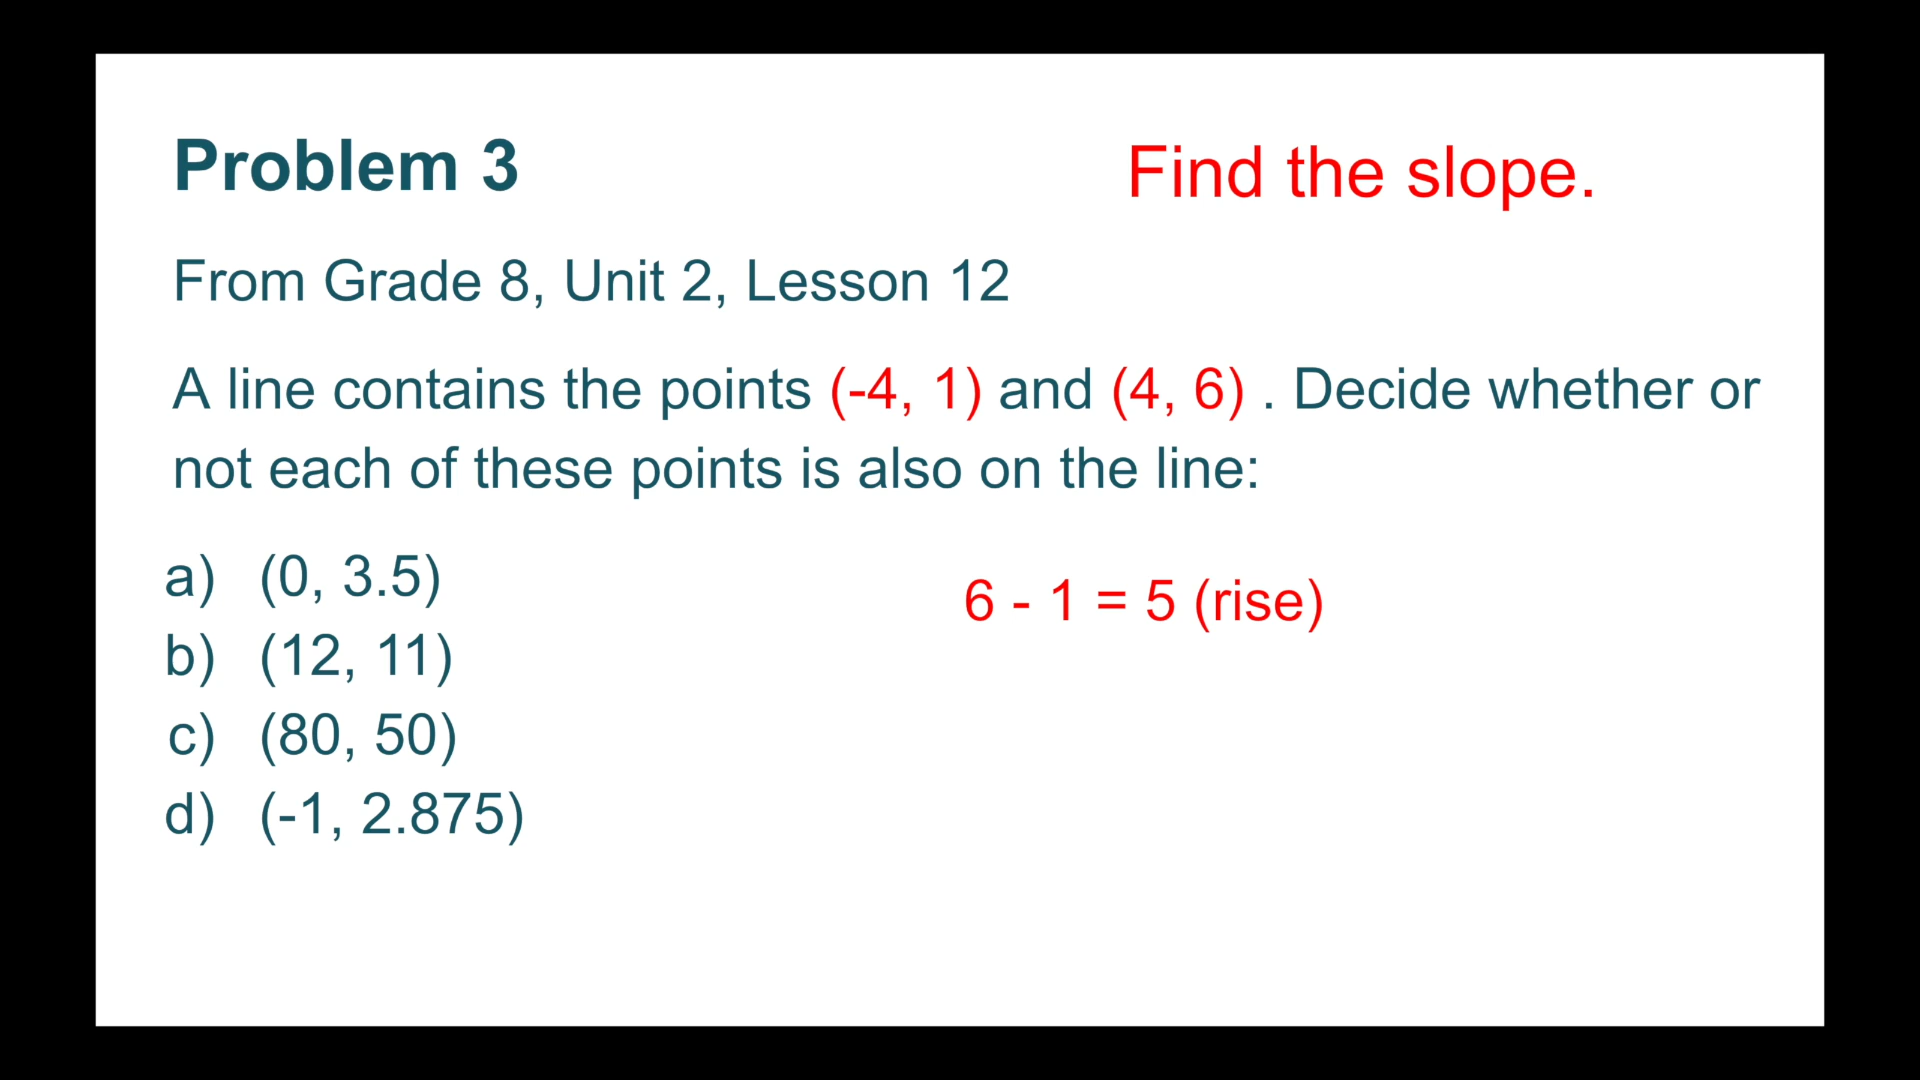 Problem 3
Find the slope.
From Grade 8, Unit 2, Lesson 12
A line contains the points (-4, 1) and (4, 6) . Decide whether or
not each of these points is also on the line:
a) (0, 3.5)
b) (12, 11)
c) (80, 50)
d) (-1, 2.875)
6 - 1 = 5 (rise)